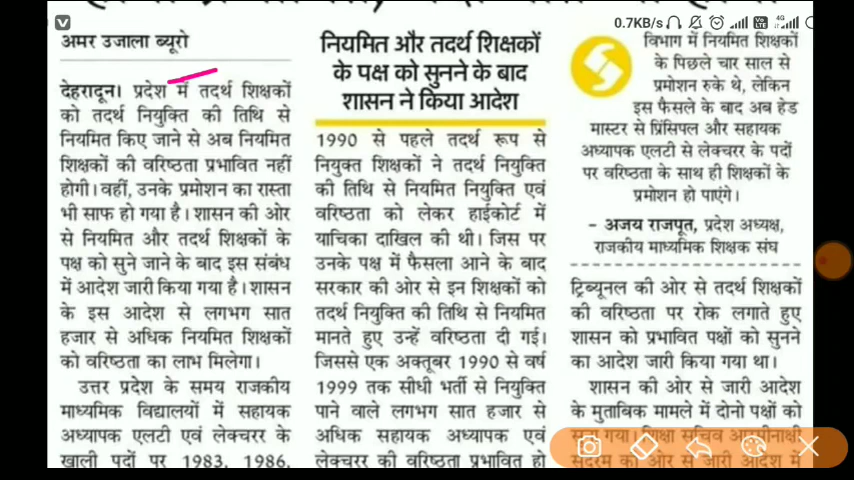 0.7KB/s
4G
अमर उजाला ब्यूरो
देहरादून। प्रदेश में तदर्थ शिक्षकों
को तदर्थ नियुक्ति की तिथि से
नियमित किए जाने से अब नियमित
शिक्षकों की वरिष्ठता प्रभावित नहीं
होगी। वहीं, उनके प्रमोशन का रास्ता
भी साफ हो गया है। शासन की ओर
से नियमित और तदर्थ शिक्षकों के
पक्ष को सुने जाने के बाद इस संबंध
में आदेश जारी किया गया है। शासन
के इस आदेश से लगभग सात
हजार से अधिक नियमित शिक्षकों
को वरिष्ठता का लाभ मिलेगा।
उत्तर प्रदेश के समय राजकीय
माध्यमिक विद्यालयों में सहायक
अध्यापक एलटी एवं लेक्चरर के
खाली पदों पर 1983, 1986,
नियमित और तदर्थ शिक्षकों
के पक्ष को सुनने के बाद
शासन ने किया आदेश
1990 से पहले तदर्थ रूप से
नियुक्त शिक्षकों ने तदर्थ नियुक्ति
की तिथि से नियमित नियुक्ति एवं
वरिष्ठता को लेकर हाईकोर्ट में
याचिका दाखिल की थी। जिस पर
उनके पक्ष में फैसला आने के बाद
सरकार की ओर से इन शिक्षकों को
तदर्थ नियुक्ति की तिथि से नियमित
मानते हुए उन्हें वरिष्ठता दी गई।
जिससे एक अक्तूबर 1990 से वर्ष
1999 तक सीधी भर्ती से नियुक्ति
पाने वाले लगभग सात हजार से
अधिक सहायक अध्यापक एवं
लेक्चरर की वरिष्ठता प्रभावित हो
विभाग में नियमित शिक्षकों
के पिछले चार साल से
प्रमोशन रुके थे, लेकिन
इस फैसले के बाद अब हेड
मास्टर से प्रिंसिपल और सहायक
अध्यापक एलटी से लेक्चरर के पदों
पर वरिष्ठता के साथ ही शिक्षकों के
प्रमोशन हो पाएंगे।
- अजय राजपूत, प्रदेश अध्यक्ष,
राजकीय माध्यमिक शिक्षक संघ
ट्रिब्यूनल की ओर से तदर्थ शिक्षकों
की वरिष्ठता पर रोक लगाते हुए
शासन को प्रभावित पक्षों को सुनने
का आदेश जारी किया गया था।
शासन की ओर से जारी आदेश
के मुताबिक मामले में दोनो पक्षों को
गया। शिक्षा सचिव
की ओर से जारी आदेश में